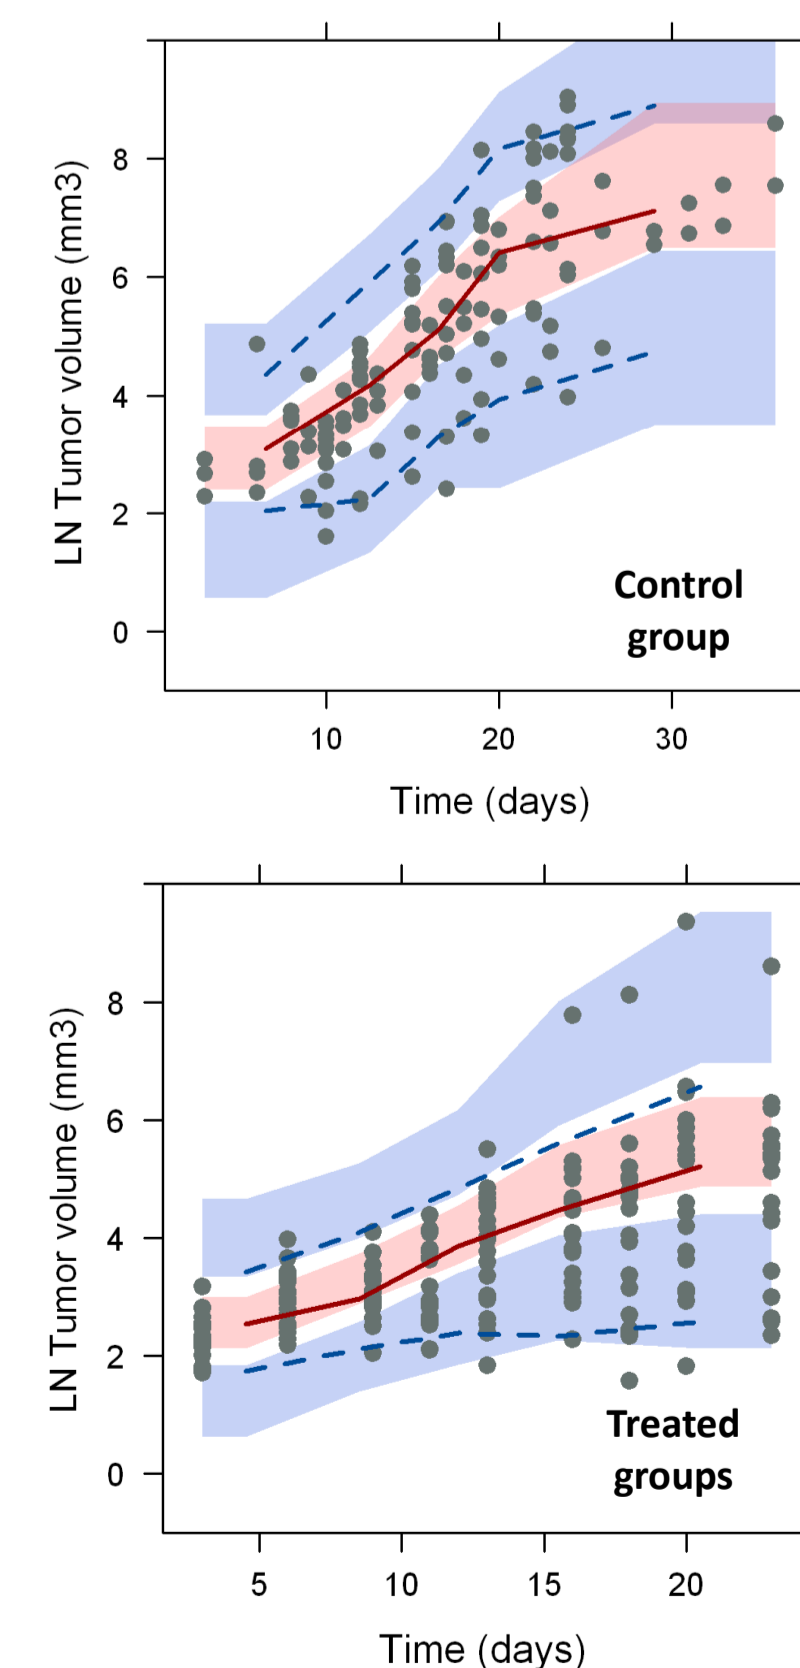 LN Tumor volume (mm3)
8
6
4
2
0
Control
group
10 20 30
Time (days)
LN Tumor volume (mm3)
8
6
4
2
0
Treated
groups
5 10 15 20
Time (days)